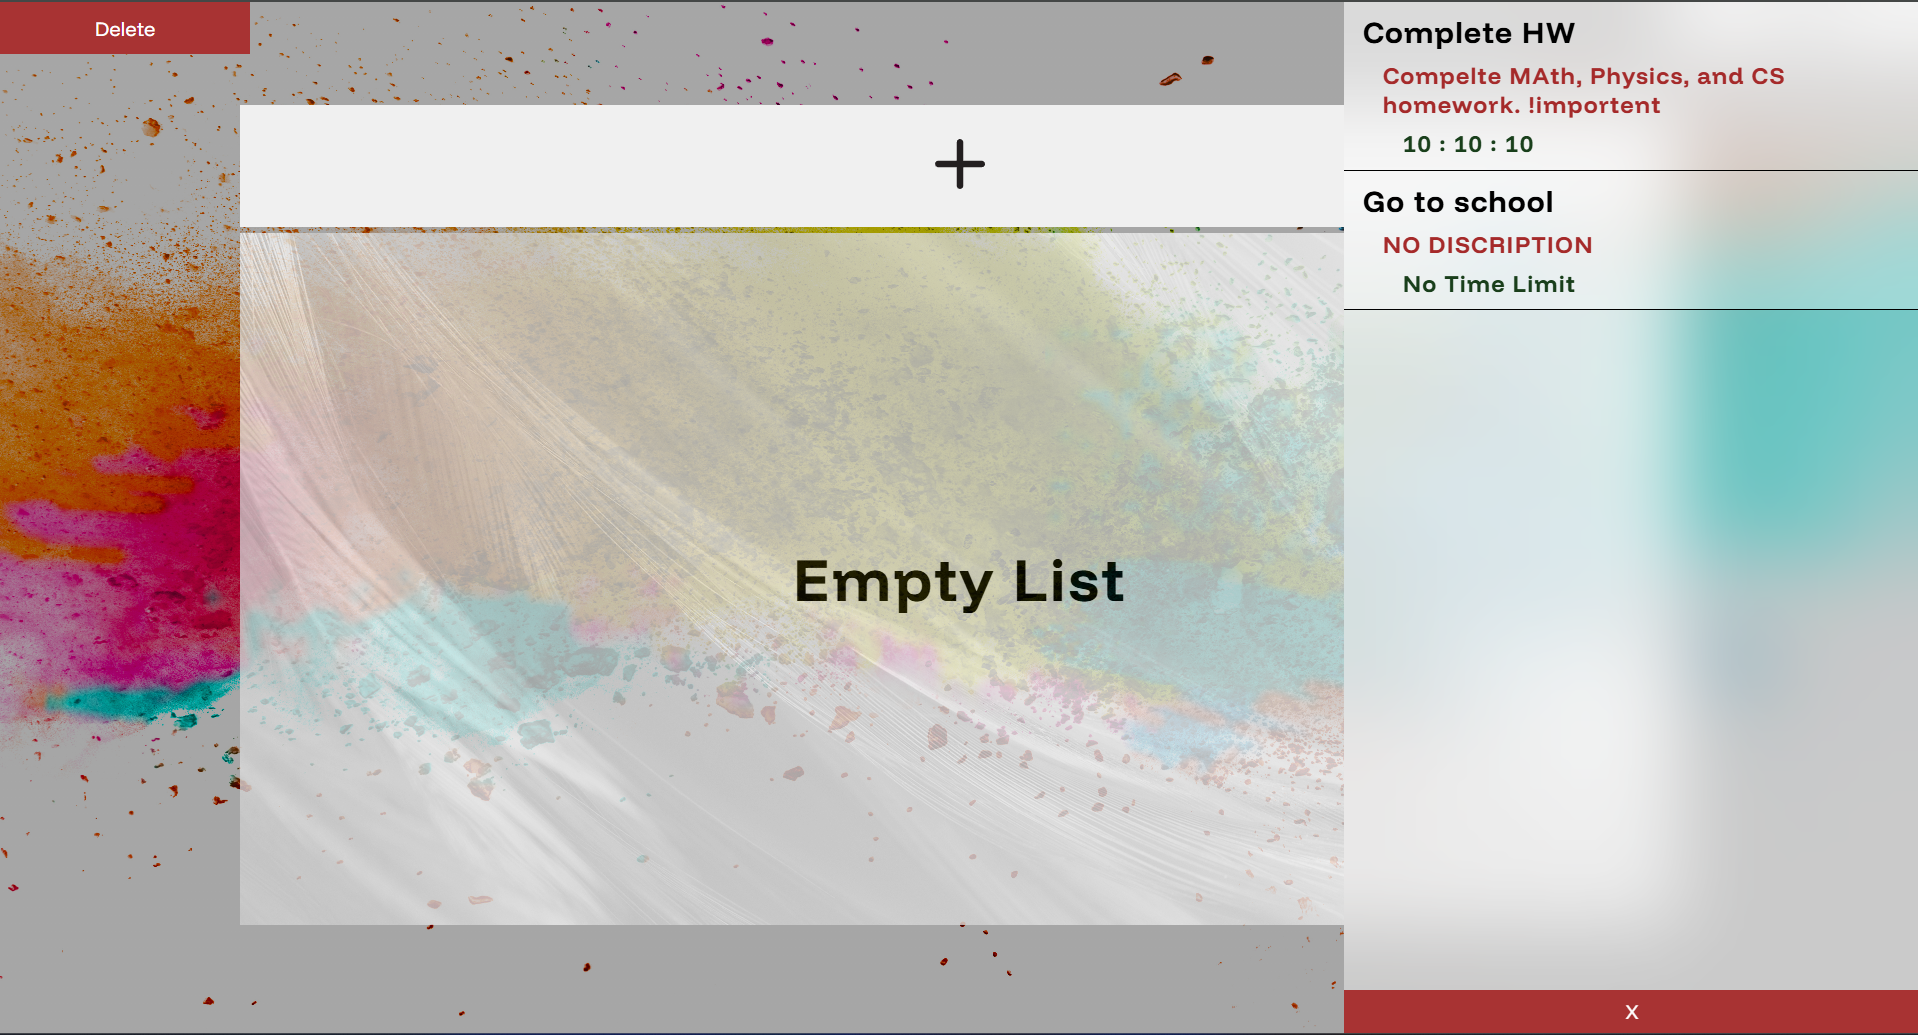 Delete
Empty List
Complete HW
Compelte MAth, Physics, and CS
homework. !importent
10 : 10 : 10
Go to school
NO DISCRIPTION
No Time Limit
X